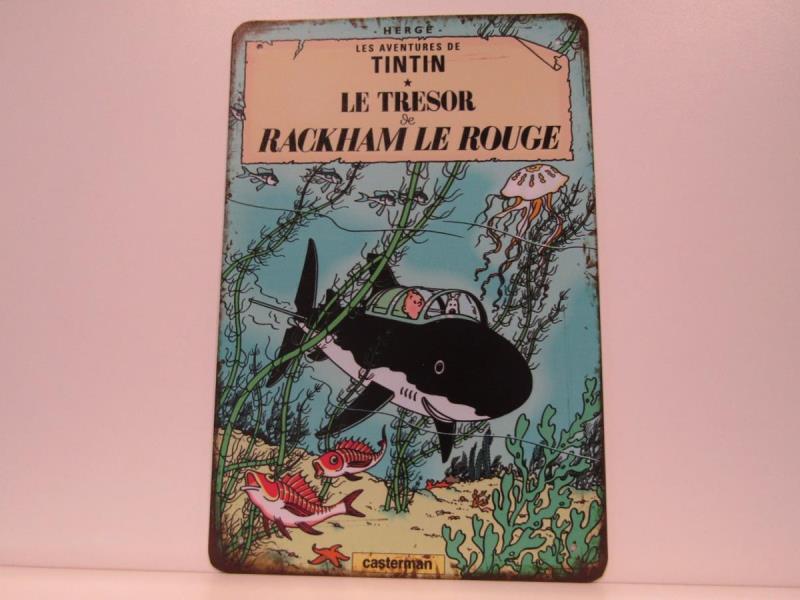 - HERGÉ -
LES AVENTURES DE
TINTIN
★
LE TRESOR
de
RACKHAM LE ROUGE
casterman